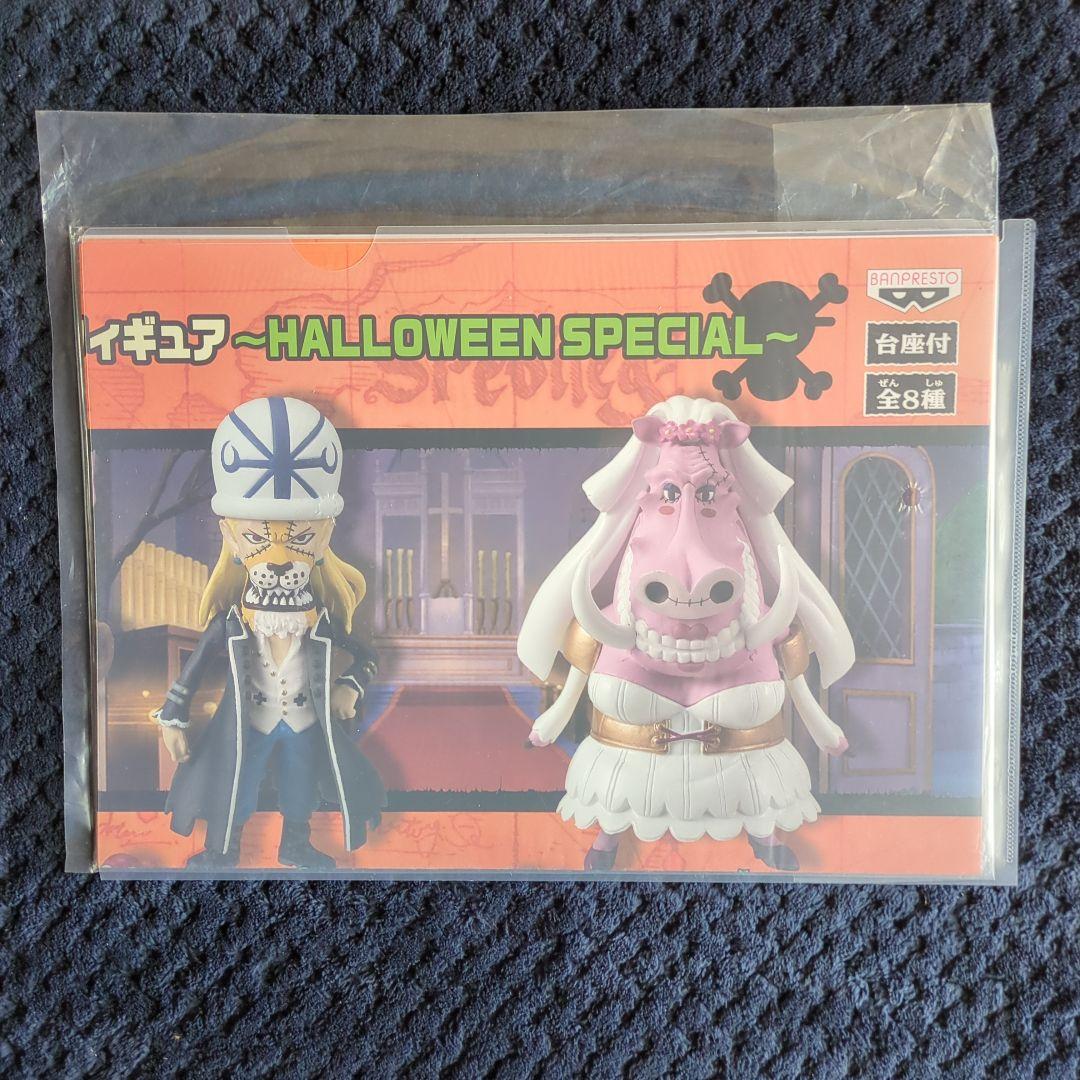 BANPRESTO
ィギュア ~HALLOWEEN SPECIAL~
台座付
ぜん しゅ
全8種